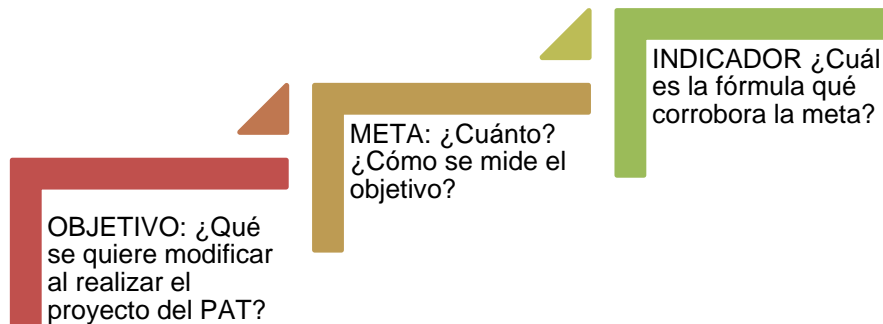 OBJETIVO: ¿Qué
se quiere modificar
al realizar el
proyecto del PAT?
META: ¿Cuánto?
¿Cómo se mide el
objetivo?
INDICADOR ¿Cuál
es la fórmula qué
corrobora la meta?